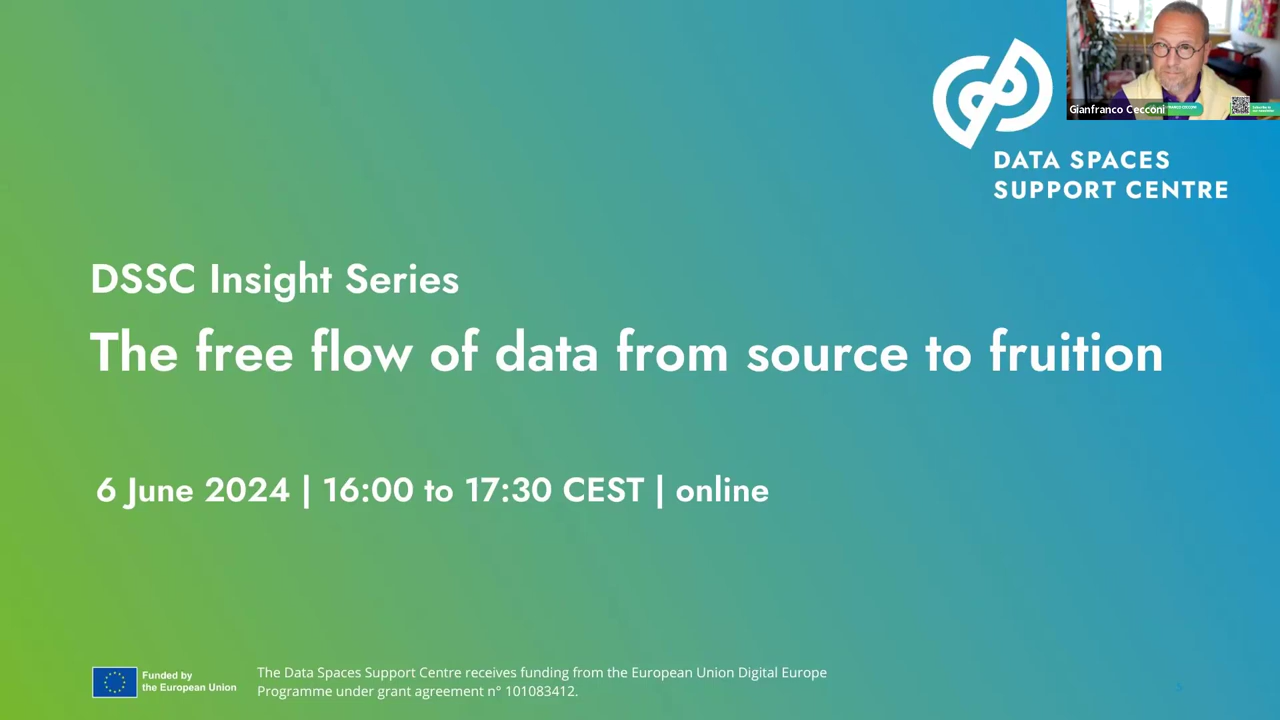 Gianfranco Cecconi
DATA SPACES
SUPPORT CENTRE
DSSC Insight Series
The free flow of data from source to fruition
6 June 2024 | 16:00 to 17:30 CEST | online
Funded by
the European Union
The Data Spaces Support Centre receives funding from the European Union Digital Europe
Programme under grant agreement n° 101083412.